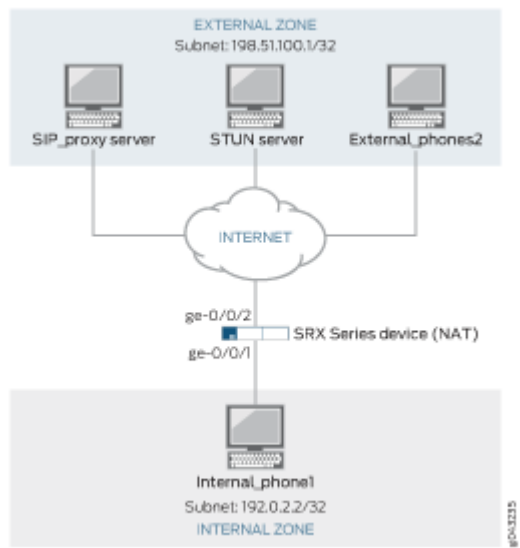 EXTERNAL ZONE
Subnet: 198.51.100.1/32
SIP_proxy server
STUN server
External_phones2
INTERNET
ge-0/0/2
SRX Series device (NAT)
ge-0/0/1
Internal_phone1
Subnet: 192.0.2.2/32
INTERNAL ZONE
g043235